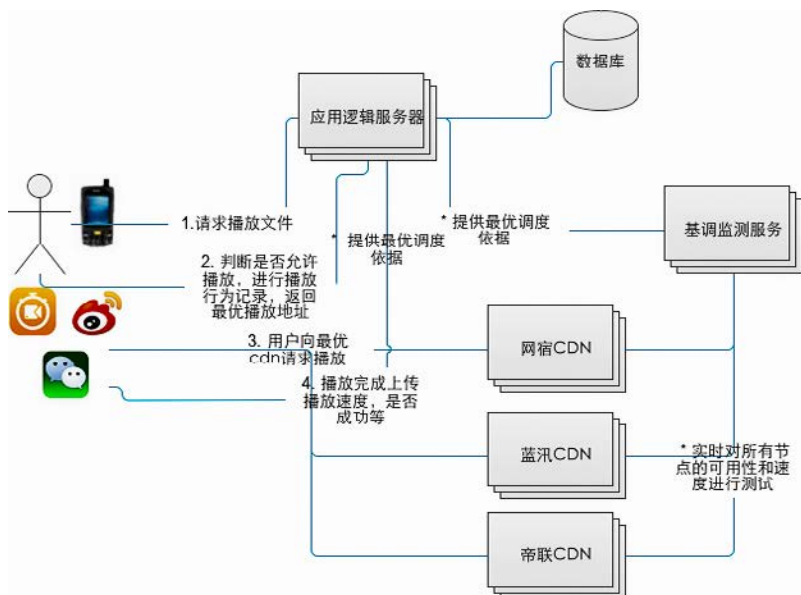 数据库
应用逻辑服务器
1.请求播放文件
* 提供最优调度
依据
* 提供最优调度
依据
基调监测服务
2. 判断是否允许
播放，进行播放
行为记录，返回
最优播放地址
3. 用户向最优
cdn请求播放
网宿CDN
4. 播放完成上传
播放速度，是否
成功等
蓝汛CDN
* 实时对所有节
点的可用性和速
度进行测试
帝联CDN